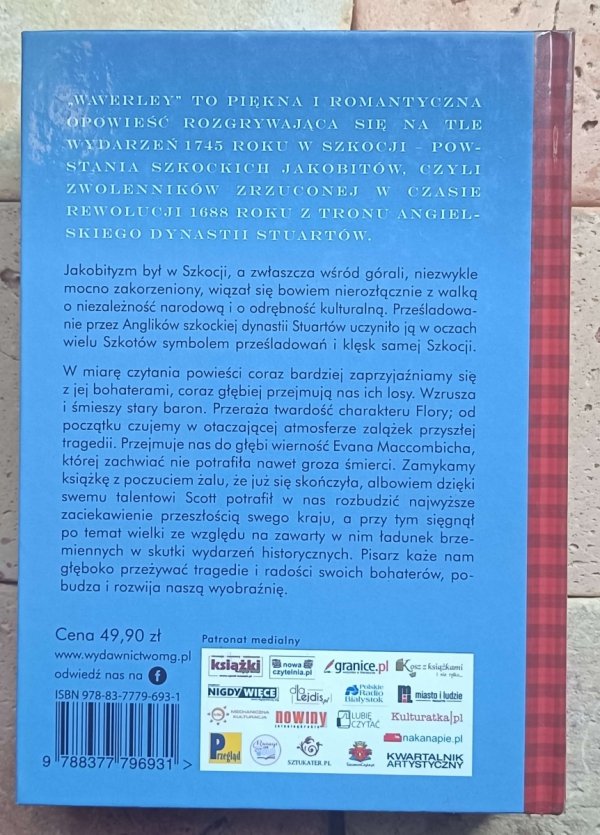 „WAVERLEY” TO PIĘKNA I ROMANTYCZNA
OPOWIEŚĆ ROZGRYWAJĄCA SIĘ NA TLE
WYDARZEŃ 1745 ROKU W SZKOCJI – POW-
STANIA SZKOCKICH JAKOBITÓW, CZYLI
ZWOLENNIKÓW ZRZUCONEJ W CZASIE
REWOLUCJI 1688 ROKU Z TRONU ANGIEL-
SKIEGO DYNASTII STUARTÓW.
Jakobityzm był w Szkocji, a zwłaszcza wśród górali, niezwykle
mocno zakorzeniony, wiązał się bowiem nierozłącznie z walką
o niezależność narodową i o odrębność kulturalną. Prześladowa-
nie przez Anglików szkockiej dynastii Stuartów uczyniło ją w oczach
wielu Szkotów symbolem prześladowań i klęsk samej Szkocji.
W miarę czytania powieści coraz bardziej zaprzyjaźniamy się
z jej bohaterami, coraz głębiej przejmują nas ich losy. Wzrusza
i śmieszy stary baron. Przeraża twardość charakteru Flory; od
początku czujemy w otaczającej atmosferze zalążek przyszłej
tragedii. Przejmuje nas do głębi wierność Evana Maccombicha,
której zachwiać nie potrafiła nawet groza śmierci. Zamykamy
książkę z poczuciem żalu, że już się skończyła, albowiem dzięki
swemu talentowi Scott potrafił w nas rozbudzić najwyższe
zaciekawienie przeszłością swego kraju, a przy tym sięgnął
po temat wielki ze względu na zawarty w nim ładunek brze-
miennych w skutki wydarzeń historycznych. Pisarz każe nam
głęboko przeżywać tragedie i radości swoich bohaterów, po-
budza i rozwija naszą wyobraźnię.
Cena 49,90 zł
www.wydawnictwomg.pl
odwiedź nas na f
ISBN 978-83-7779-693-1
9 788377 796931 >
Patronat medialny
książki nowa czytelnia.pl granice.pl Kosz z książkami
i nie tylko...
NIGDY WIĘCEJ dlaLejdis.pl Polskie Radio Białystok miasto i ludzie
MECHANICZNA KULTURACJA nowiny LUBIĘ CZYTAĆ Kulturatka|pl
nakanapie.pl
Przegląd SZTUKATER.PL KWARTALNIK ARTYSTYCZNY